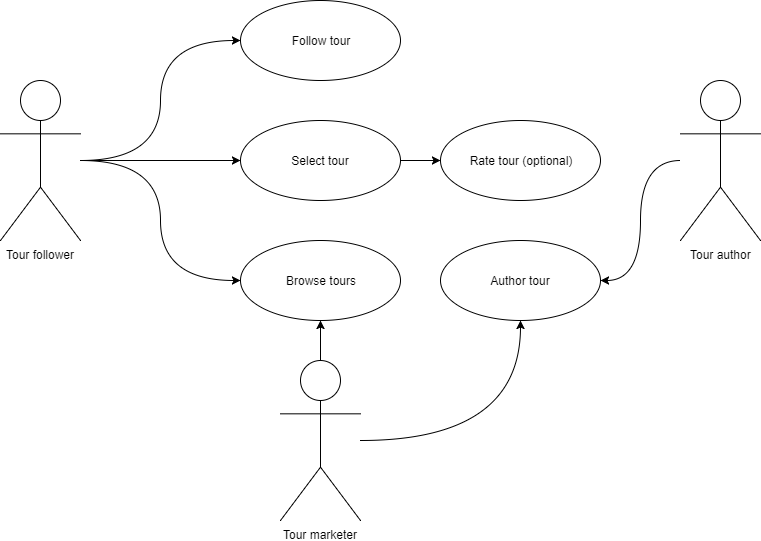 Follow tour
Select tour
Rate tour (optional)
Tour follower
Tour author
Browse tours
Author tour
Tour marketer